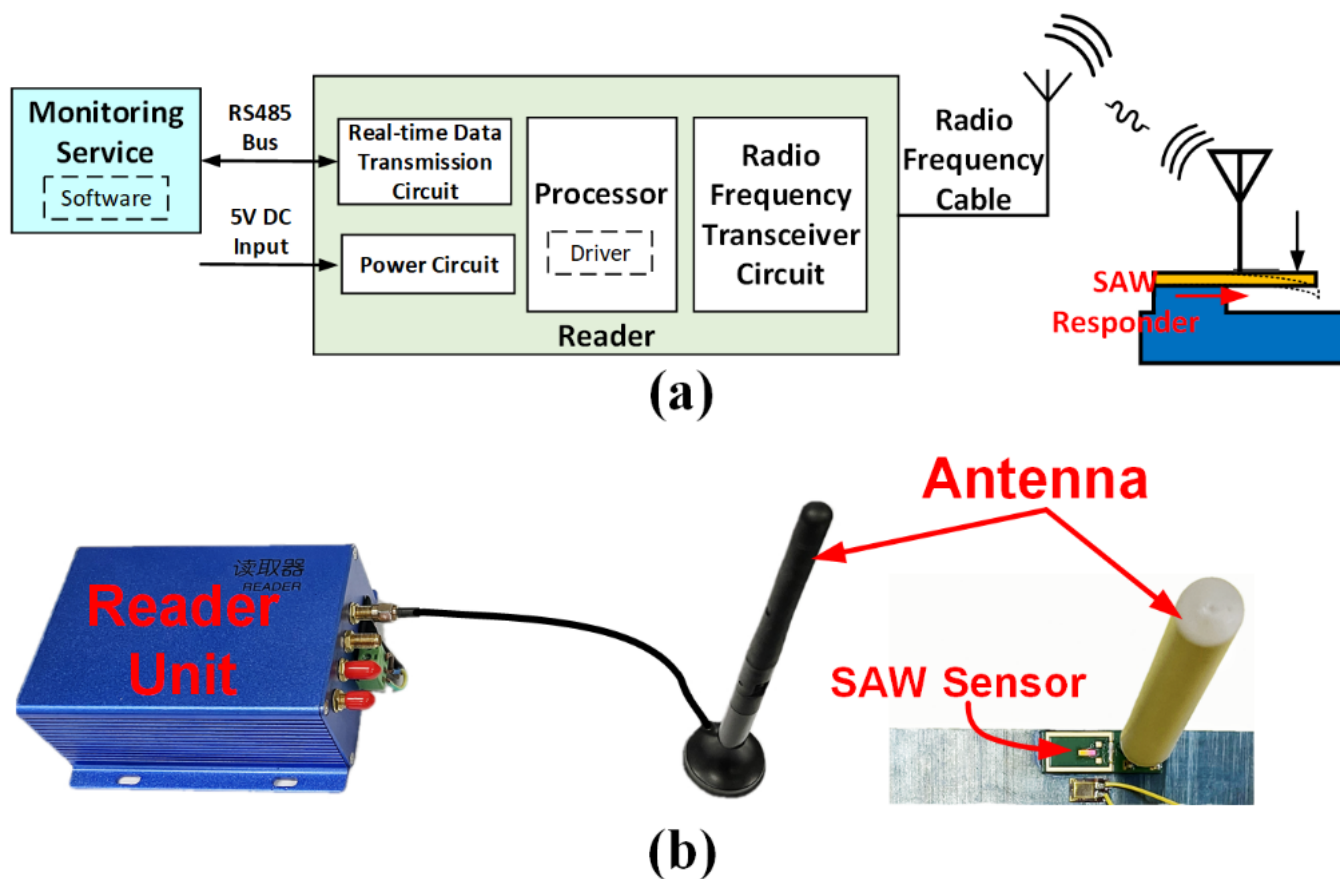 Monitoring
Service
Software
RS485
Bus
5V DC
Input
Real-time Data
Transmission
Circuit
Power Circuit
Processor
Driver
Radio
Frequency
Transceiver
Circuit
Reader
Radio
Frequency
Cable
SAW
Responder
(a)
读取器
READER
Reader
Unit
Antenna
SAW Sensor
(b)